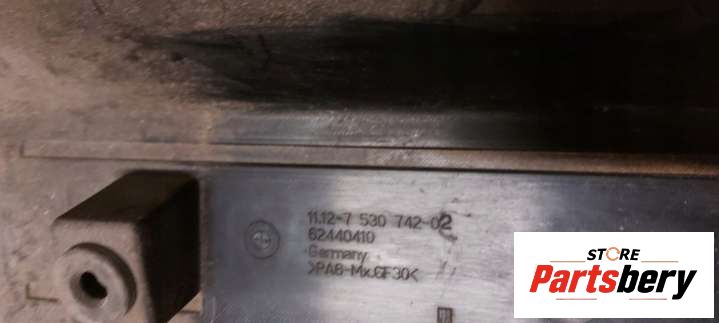 11.12-7 530 742-02
62440410
Germany
>PA6-Mx.GF30<
STORE
Partsbery